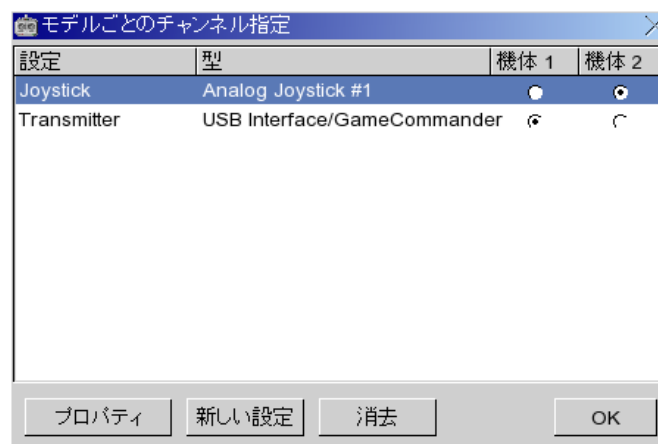 モデルごとのチャンネル指定
設定 型 機体 1 機体 2
Joystick Analog Joystick #1
Transmitter USB Interface/GameCommander
プロパティ 新しい設定 消去 OK